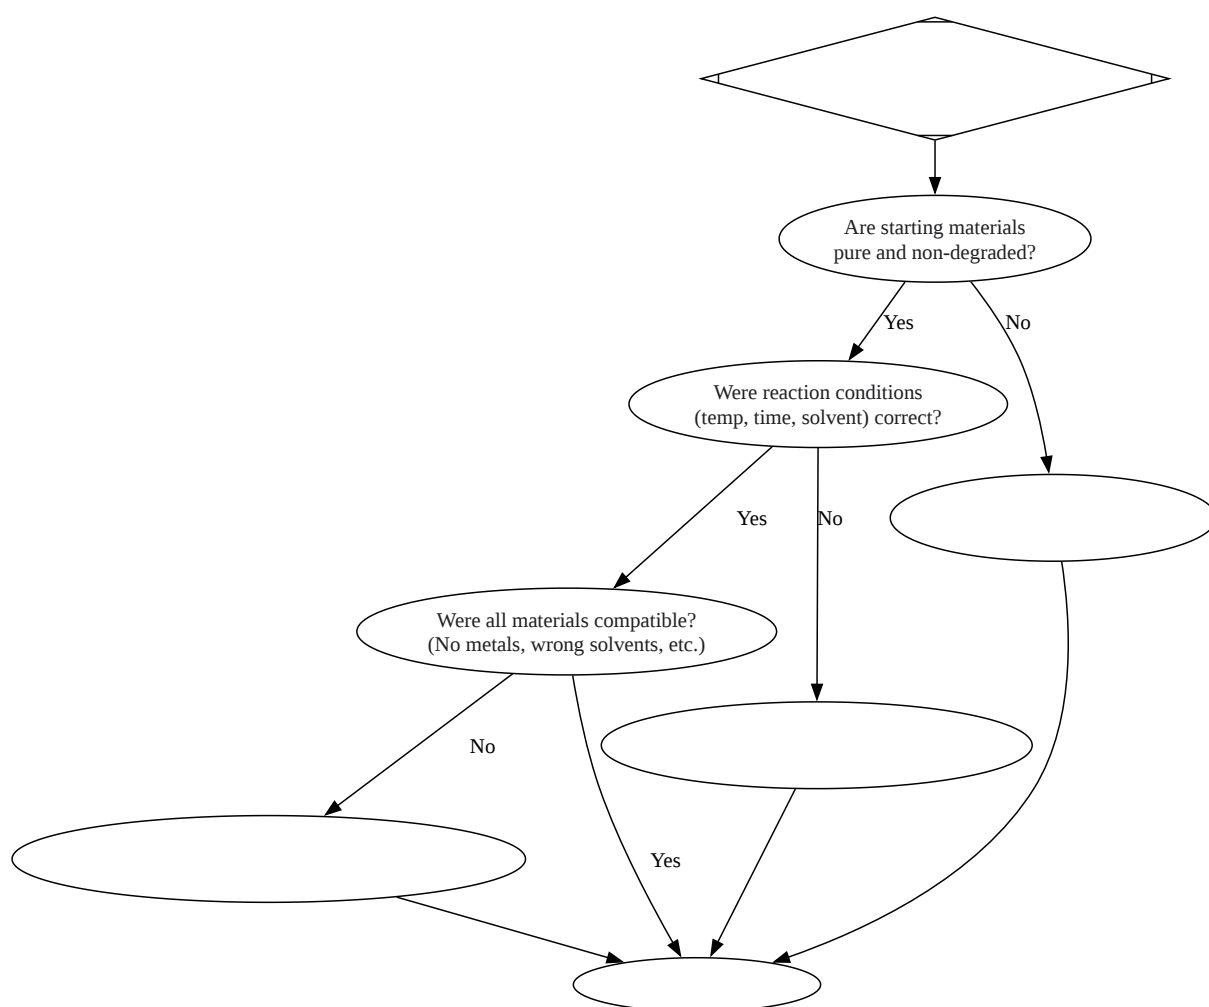 Are starting materials
pure and non-degraded?
Yes
No
Were reaction conditions
(temp, time, solvent) correct?
Yes
No
Were all materials compatible?
(No metals, wrong solvents, etc.)
No
Yes